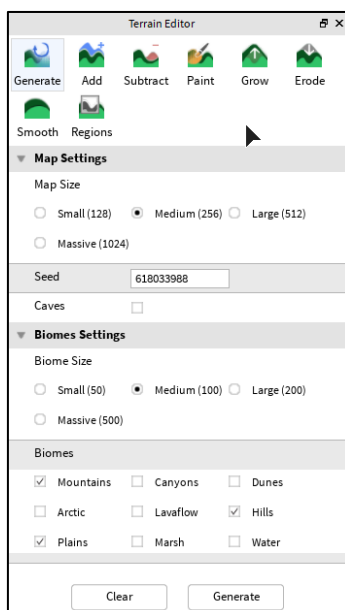 Terrain Editor
Generate Add Subtract Paint Grow Erode
Smooth Regions
Map Settings
Map Size
Small (128) Medium (256) Large (512)
Massive (1024)
Seed 618033988
Caves
Biomes Settings
Biome Size
Small (50) Medium (100) Large (200)
Massive (500)
Biomes
Mountains Canyons Dunes
Arctic Lavaflow Hills
Plains Marsh Water
Clear Generate